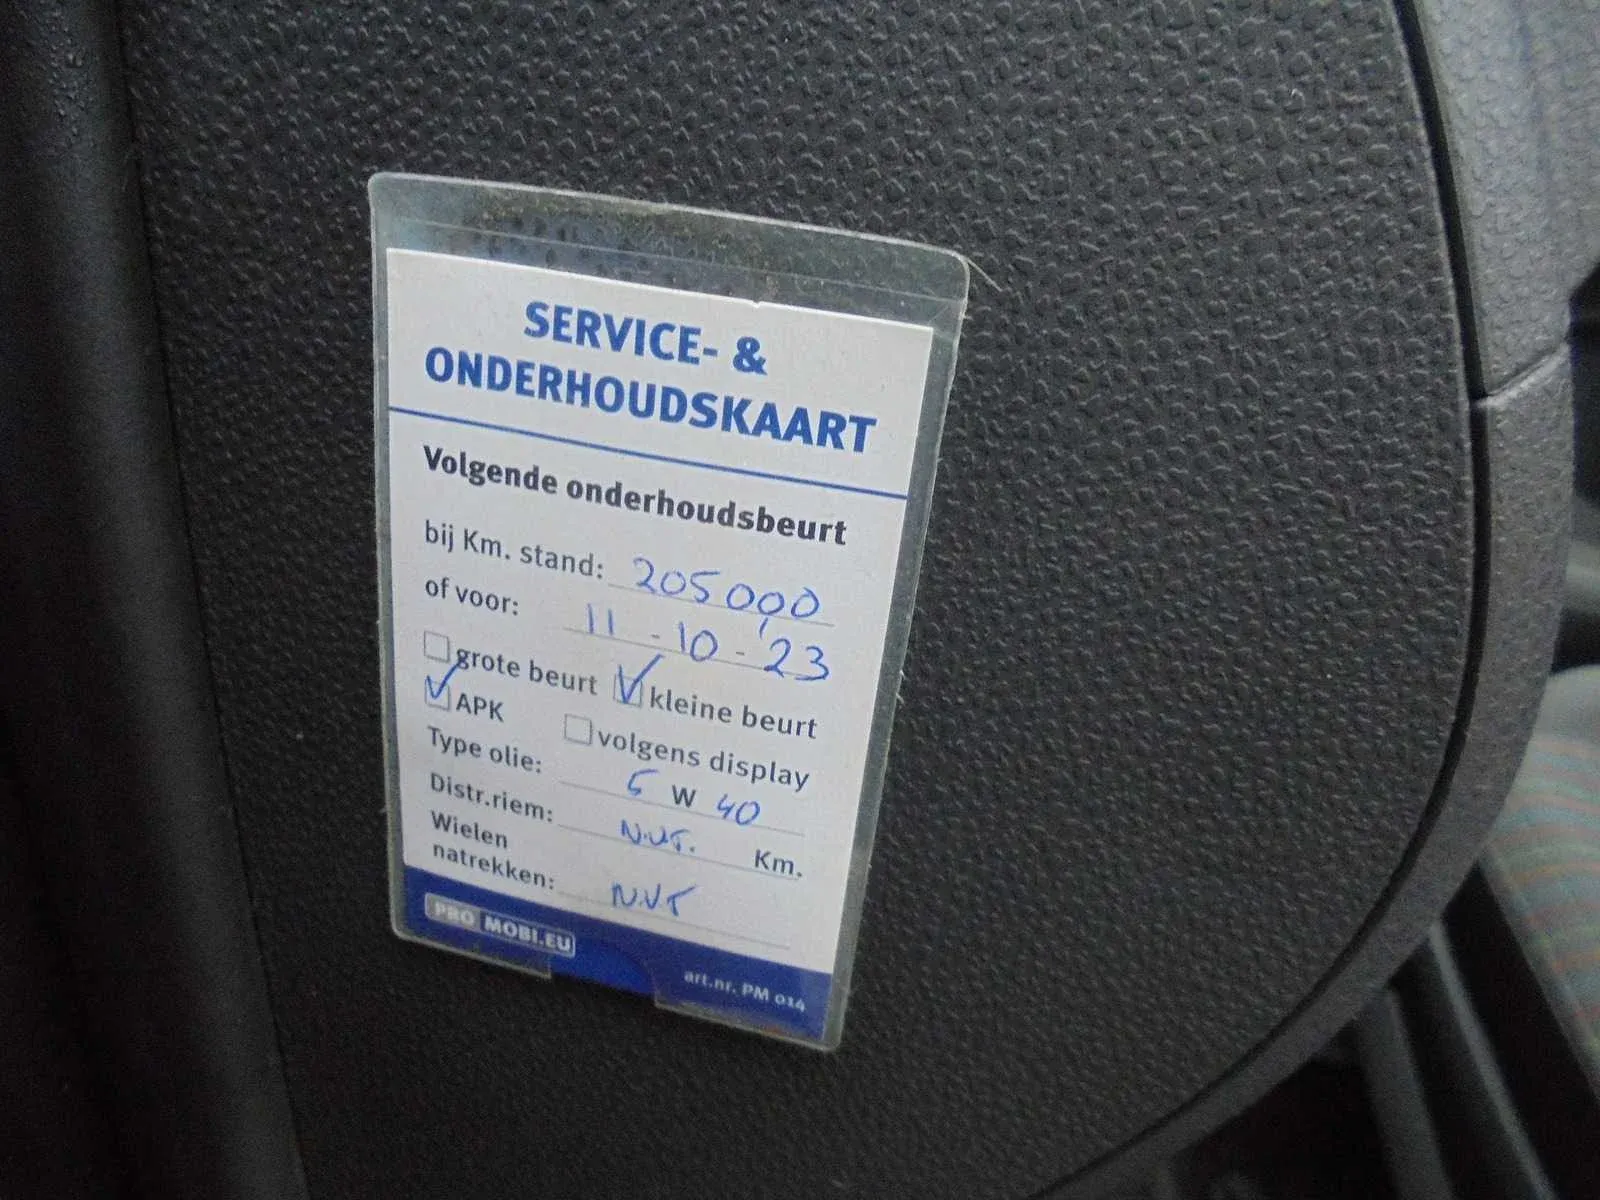 SERVICE- &
ONDERHOUDSKAART
Volgende onderhoudsbeurt
bij Km. stand: 205000
of voor: 11-10-'23
grote beurt kleine beurt
APK volgens display
Type olie: 5 W 40
Distr.riem: N.V.T. Km.
Wielen
natrekken: N.V.T
PRO MOBI.EU
art.nr. PM 014